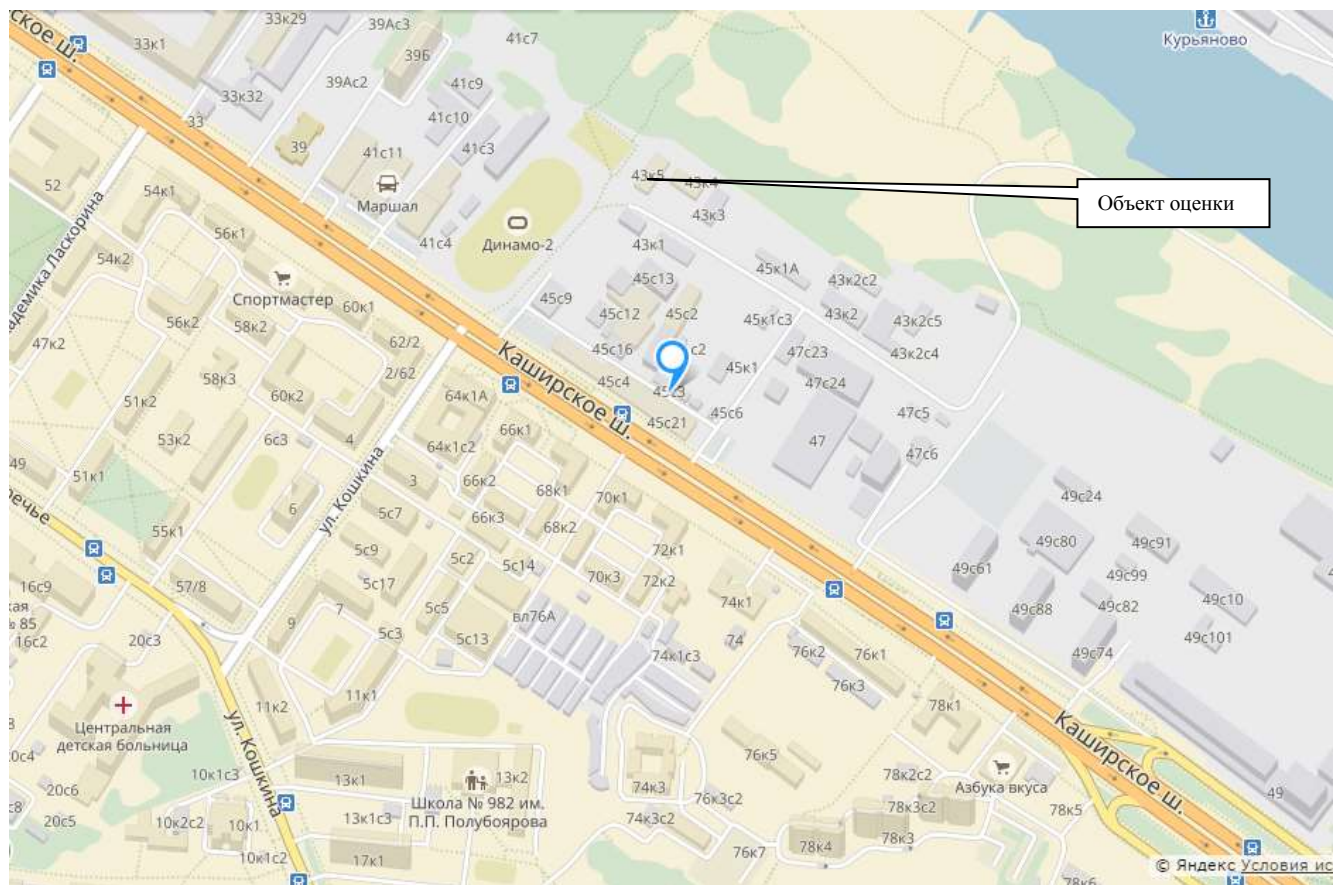 ское ш.
33к1
33к29
39Ас3
39Б
41с7
Курьяново
33к32
39Ас2
41с9
41с10
33
39
41с11
41с3
Маршал
52
54к1
43к5
43к4
43к3
Объект оценки
41с4
Динамо-2
43к1
56к1
54к2
Спортмастер
60к1
45с13
45к1А
43к2с2
адемика Ласкорина
45с9
45с12
45с2
45к1с3
43к2
43к2с5
47к2
56к2
58к2
62/2
2/62
45с16
с2
47с23
43к2с4
Каширское ш.
58к3
60к2
64к1А
45с4
45к1
47с24
51к2
45с6
47с5
53к2
6с3
4
64к1с2
66к1
45с21
47
47с6
49
51к1
ул. Кошкина
3
66к2
68к1
70к1
49с24
6
речье
55к1
5с7
66к3
68к2
72к1
49с80
49с91
5с9
5с2
5с14
49с61
49с99
16с9
57/8
5с17
70к3
72к2
74к1
49с88
49с82
49с10
кая
85
16с2
20с3
7
9
5с5
вл76А
49с101
5с3
5с13
74
74к1с3
76к2
76к1
49с74
76к3
11к1
11к2
78к1
Центральная
детская больница
ул. Кошкина
Каширское ш.
76к5
10к1с3
13к1
13к2
78к2с2
Азбука вкуса
49
20с6
Школа № 982 им.
П.П. Полубоярова
74к3
76к3с2
78к3с2
78к5
20с5
10к2с2
10к1
13к1с3
74к3с2
78к3
10к1с2
17к1
76к7
78к4
78к6
© Яндекс Условия ис